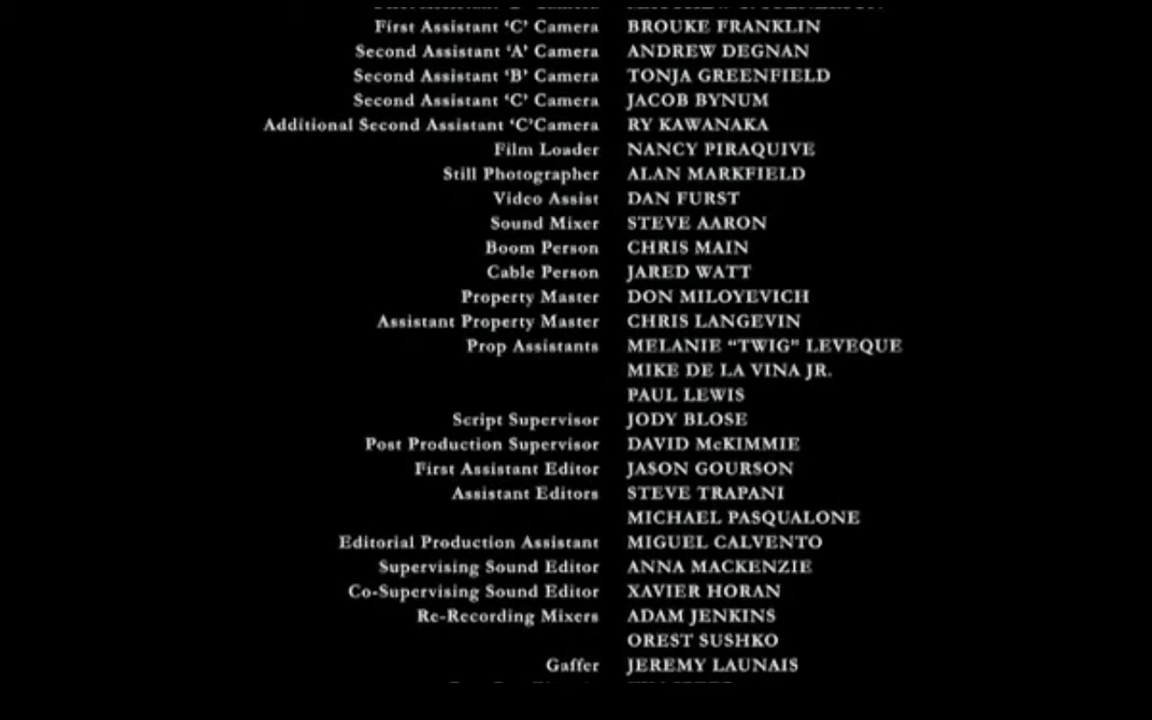 First Assistant ‘C’ Camera BROUKE FRANKLIN
Second Assistant ‘A’ Camera ANDREW DEGNAN
Second Assistant ‘B’ Camera TONJA GREENFIELD
Second Assistant ‘C’ Camera JACOB BYNUM
Additional Second Assistant ‘C’Camera RY KAWANAKA
Film Loader NANCY PIRAQUIVE
Still Photographer ALAN MARKFIELD
Video Assist DAN FURST
Sound Mixer STEVE AARON
Boom Person CHRIS MAIN
Cable Person JARED WATT
Property Master DON MILOYEVICH
Assistant Property Master CHRIS LANGEVIN
Prop Assistants MELANIE “TWIG” LEVEQUE
MIKE DE LA VINA JR.
PAUL LEWIS
Script Supervisor JODY BLOSE
Post Production Supervisor DAVID McKIMMIE
First Assistant Editor JASON GOURSON
Assistant Editors STEVE TRAPANI
MICHAEL PASQUALONE
Editorial Production Assistant MIGUEL CALVENTO
Supervising Sound Editor ANNA MACKENZIE
Co-Supervising Sound Editor XAVIER HORAN
Re-Recording Mixers ADAM JENKINS
OREST SUSHKO
Gaffer JEREMY LAUNAIS